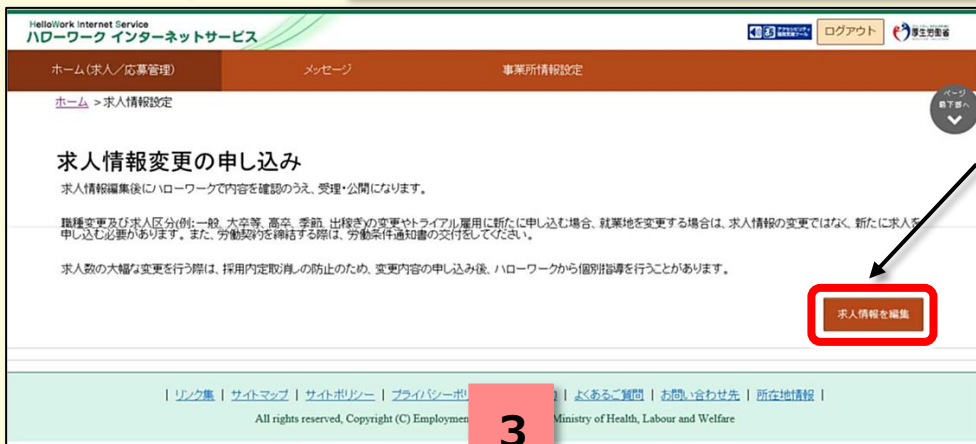 HelloWork Internet Service
ハローワーク インターネットサービス
ログアウト
厚生労働省
ホーム(求人/応募管理)
メッセージ
事業所情報設定
ホーム > 求人情報設定
ページ
最下部へ
求人情報変更の申し込み
求人情報編集後にハローワークで内容を確認のうえ、受理・公開になります。
職種変更及び求人区分(例:一般、大卒等、高卒、季節、出稼ぎ)の変更やトライアル雇用に新たに申し込む場合、就業地を変更する場合は、求人情報の変更ではなく、新たに求人を
申し込む必要があります。また、労働契約を締結する際は、労働条件通知書の交付をしてください。
求人数の大幅な変更を行う際は、採用内定取消しの防止のため、変更内容の申し込み後、ハローワークから個別指導を行うことがあります。
求人情報を編集
| リンク集 | サイトマップ | サイトポリシー | プライバシーポリ | よくあるご質問 | お問い合わせ先 | 所在地情報 |
All rights reserved, Copyright (C) Employmen Ministry of Health, Labour and Welfare
3